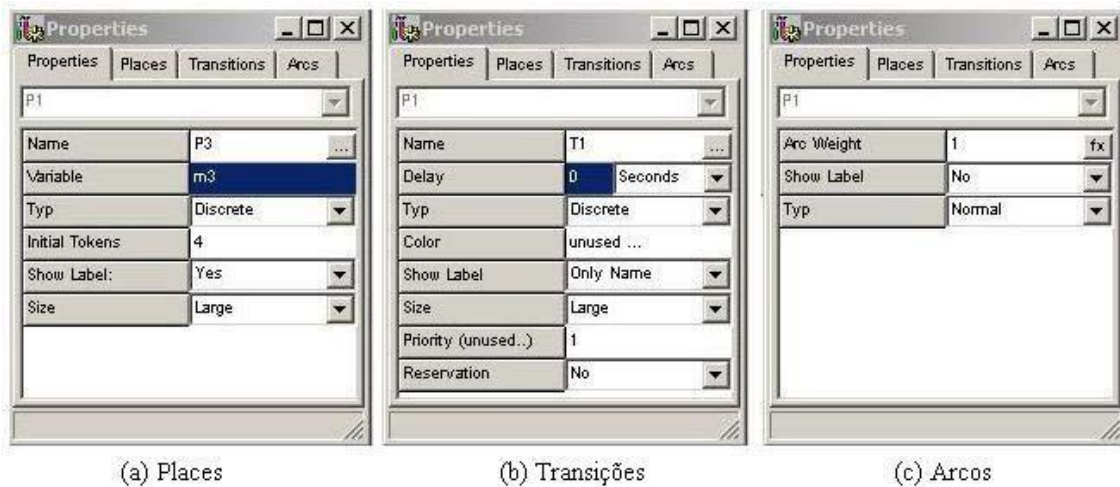 Properties
Properties Places Transitions Arcs
P1
Name P3 ...
Variable m3
Typ Discrete
Initial Tokens 4
Show Label: Yes
Size Large
(a) Places
Properties
Properties Places Transitions Arcs
P1
Name T1 ...
Delay 0 Seconds
Typ Discrete
Color unused ...
Show Label Only Name
Size Large
Priority (unused..) 1
Reservation No
(b) Transições
Properties
Properties Places Transitions Arcs
P1
Arc Weight 1 fx
Show Label No
Typ Normal
(c) Arcos